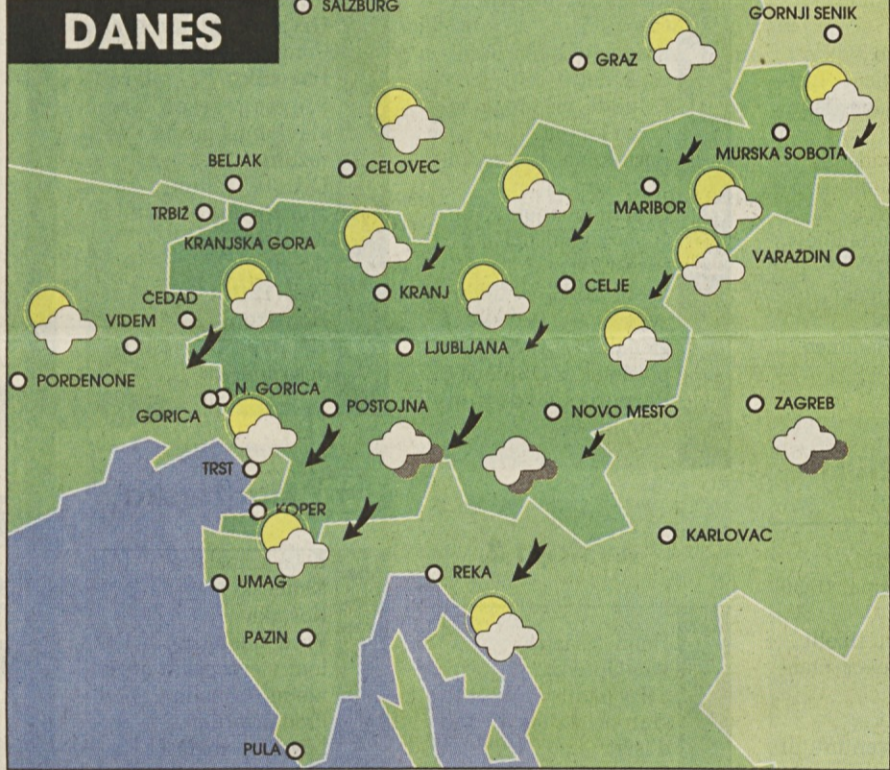 DANES
SALZBURG
GORNJI SENIK
GRAZ
MURSKA SOBOTA
BELJAK
CELOVEC
TRBIŽ
MARIBOR
KRANJSKA GORA
VARAŽDIN
ČEDAD
KRANJ
CELJE
VIDEM
LJUBLJANA
PORDENONE
N. GORICA
GORICA
POSTOJNA
NOVO MESTO
ZAGREB
TRST
KOPER
KARLOVAC
UMAG
REKA
PAZIN
PULA